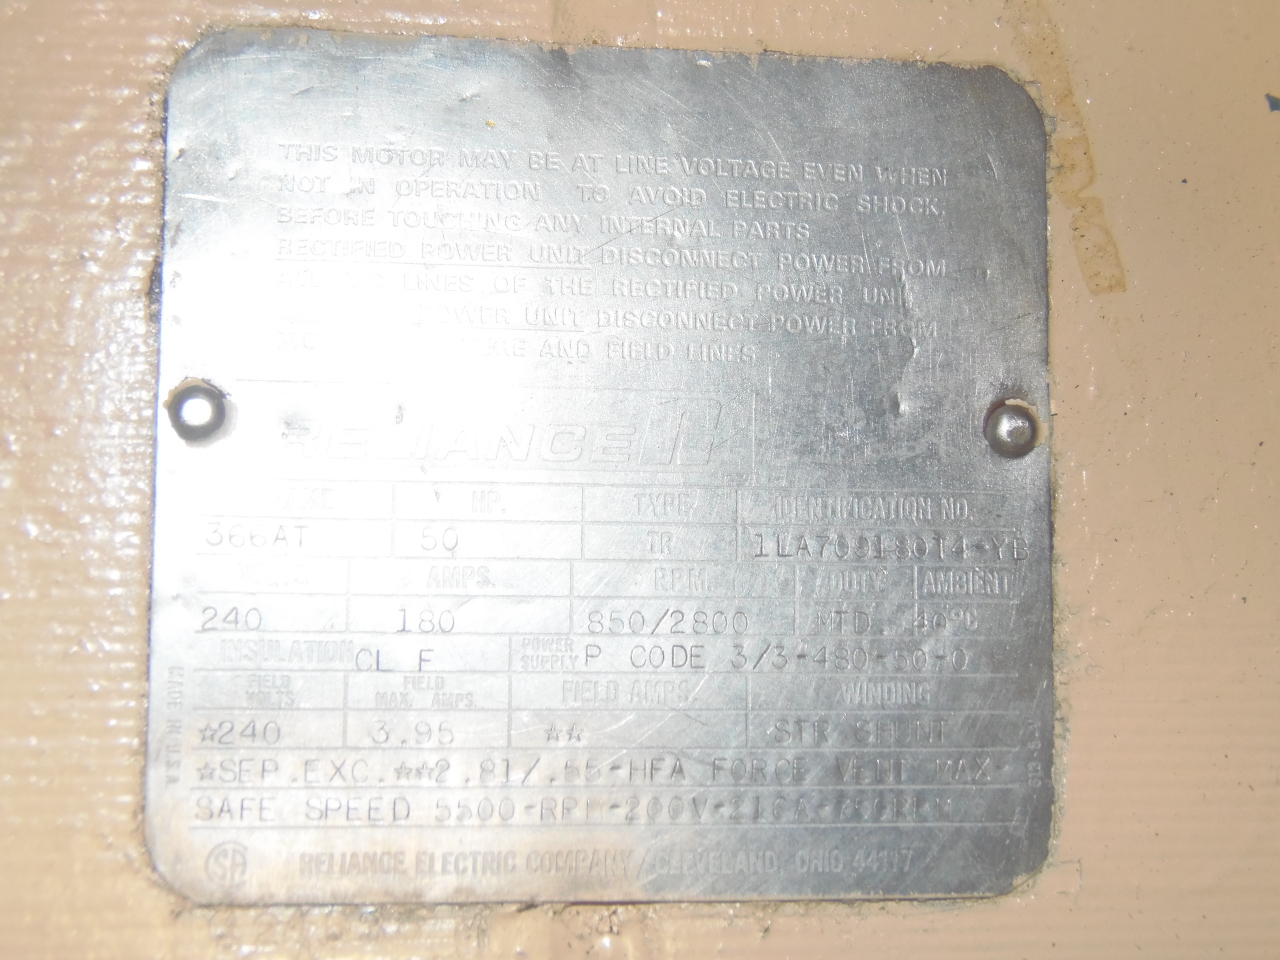 THIS MOTOR MAY BE AT LINE VOLTAGE EVEN WHEN
NOT IN OPERATION TO AVOID ELECTRIC SHOCK,
BEFORE TOUCHING ANY INTERNAL PARTS
RECTIFIED POWER UNIT DISCONNECT POWER FROM
LINES OF THE RECTIFIED POWER UNIT
POWER UNIT DISCONNECT POWER FROM
AND FIELD LINES
RELIANCE
HP. TYPE IDENTIFICATION NO.
366AT 50 TR
AMPS. R.P.M. DUTY AMBIENT
240 180 850/2800 MTD 40°C
INSULATION CL F POWER SUPPLY P CODE 3/3-480-50-0
FIELD VOLTS FIELD MAX. AMPS. FIELD AMPS. WINDING
☆240 3.95 ☆☆ STR SHUNT
☆SEP.EXC.☆☆2.81/.55-HFA FORCE VENT MAX-
SAFE SPEED 5500-RPM-200V-216A-
SA RELIANCE ELECTRIC COMPANY / CLEVELAND, OHIO 44117
MADE IN U.S.A.